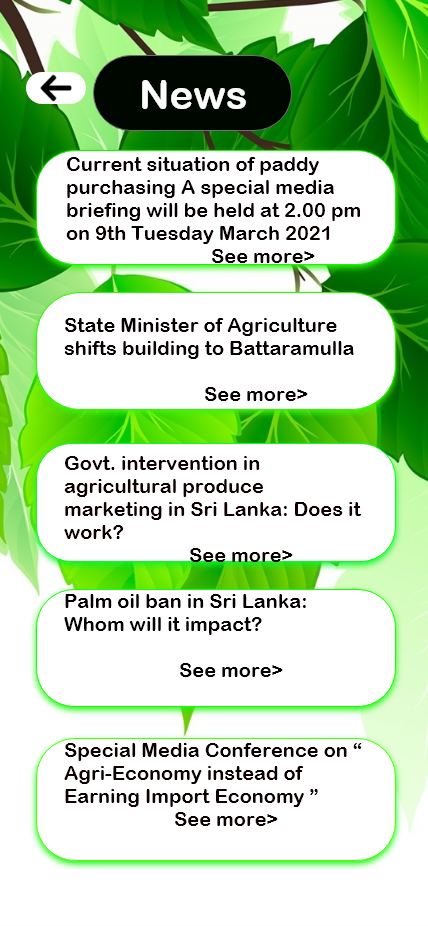 News
Current situation of paddy
purchasing A special media
briefing will be held at 2.00 pm
on 9th Tuesday March 2021
See more>
State Minister of Agriculture
shifts building to Battaramulla
See more>
Govt. intervention in
agricultural produce
marketing in Sri Lanka: Does it
work?
See more>
Palm oil ban in Sri Lanka:
Whom will it impact?
See more>
Special Media Conference on “
Agri-Economy instead of
Earning Import Economy ”
See more>